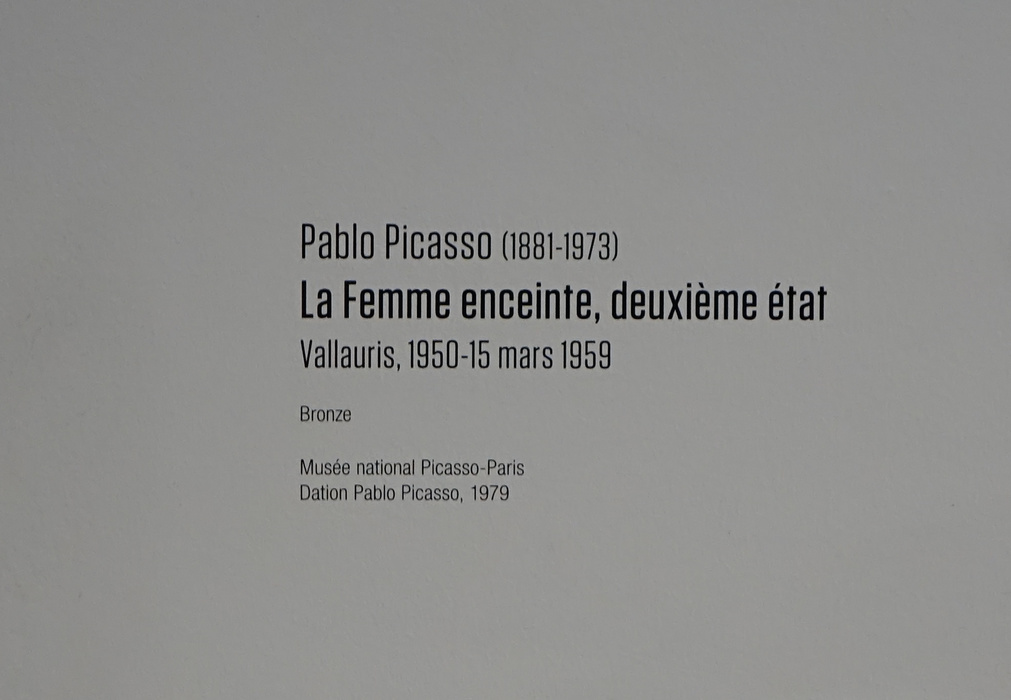 Pablo Picasso (1881-1973)
La Femme enceinte, deuxième état
Vallauris, 1950-15 mars 1959
Bronze
Musée national Picasso-Paris
Dation Pablo Picasso, 1979